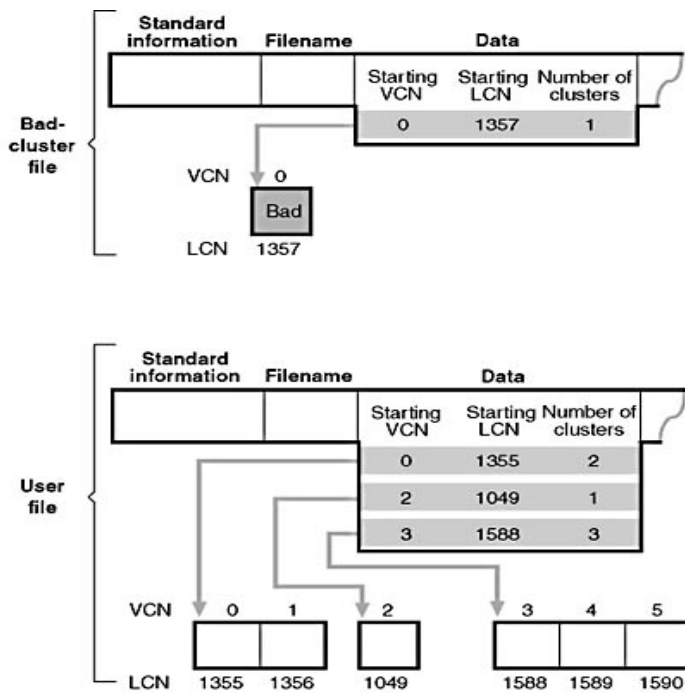 Standard information Filename Data
Starting VCN Starting LCN Number of clusters
0 1357 1
Bad-cluster file
VCN 0
Bad
LCN 1357
Standard information Filename Data
Starting VCN Starting LCN Number of clusters
0 1355 2
2 1049 1
3 1588 3
User file
VCN 0 1 2 3 4 5
LCN 1355 1356 1049 1588 1589 1590